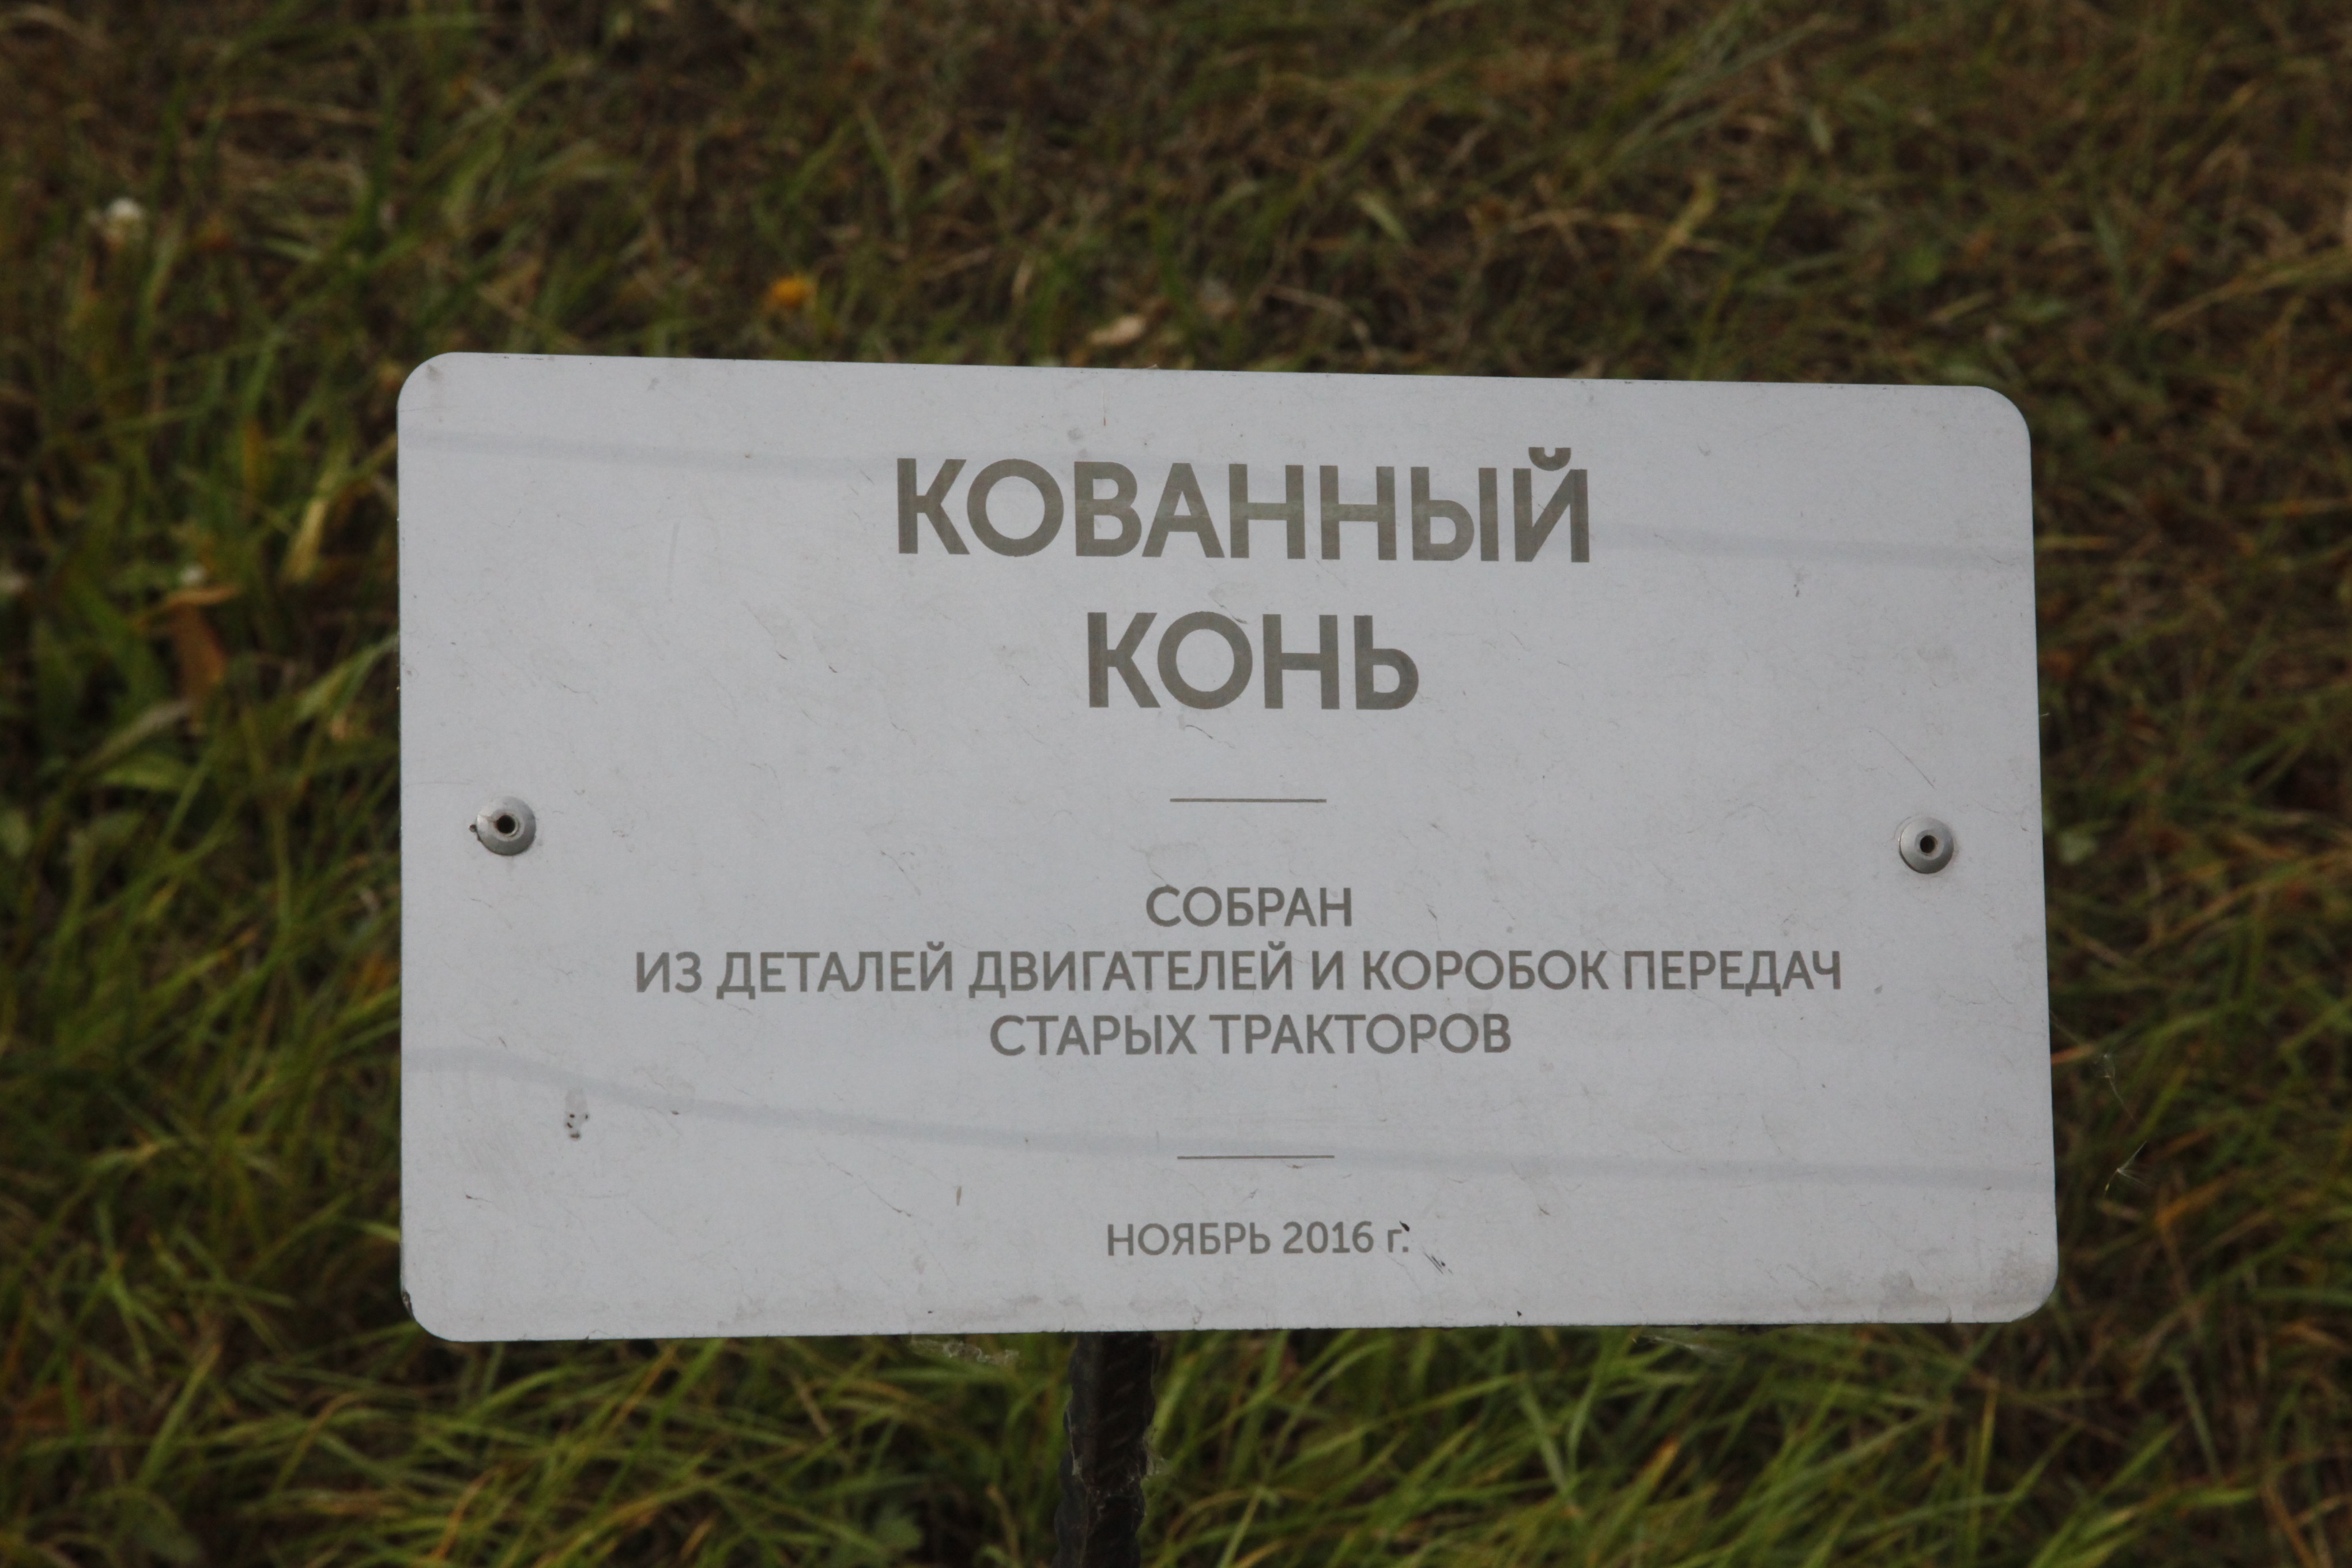 КОВАННЫЙ
КОНЬ
СОБРАН
ИЗ ДЕТАЛЕЙ ДВИГАТЕЛЕЙ И КОРОБОК ПЕРЕДАЧ
СТАРЫХ ТРАКТОРОВ
НОЯБРЬ 2016 г.